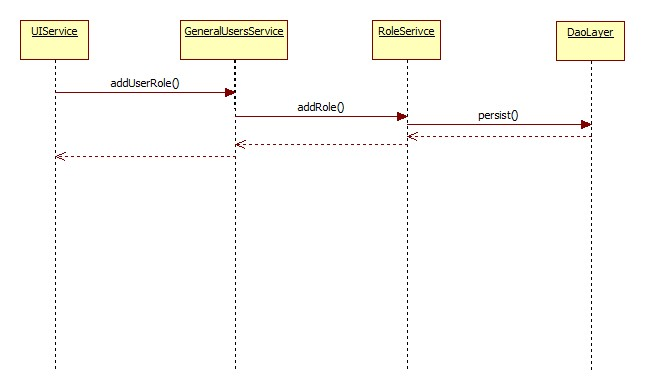 UIService
GeneralUsersService
RoleSerivce
DaoLayer
addUserRole()
addRole()
persist()